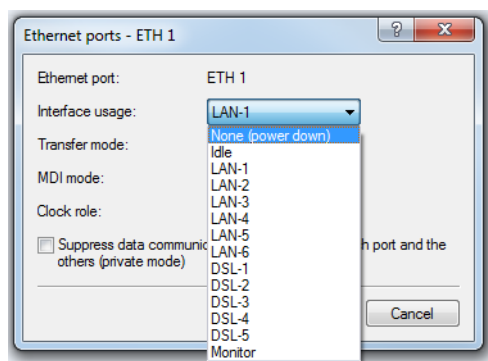 Ethernet ports - ETH 1
? X
Ethernet port: ETH 1
Interface usage: LAN-1
None (power down)
Transfer mode:
Idle
LAN-1
MDI mode:
LAN-2
LAN-3
Clock role:
LAN-4
LAN-5
Suppress data h port and the
LAN-6
others (private mode)
DSL-1
DSL-2
DSL-3
DSL-4
Cancel
DSL-5
Monitor